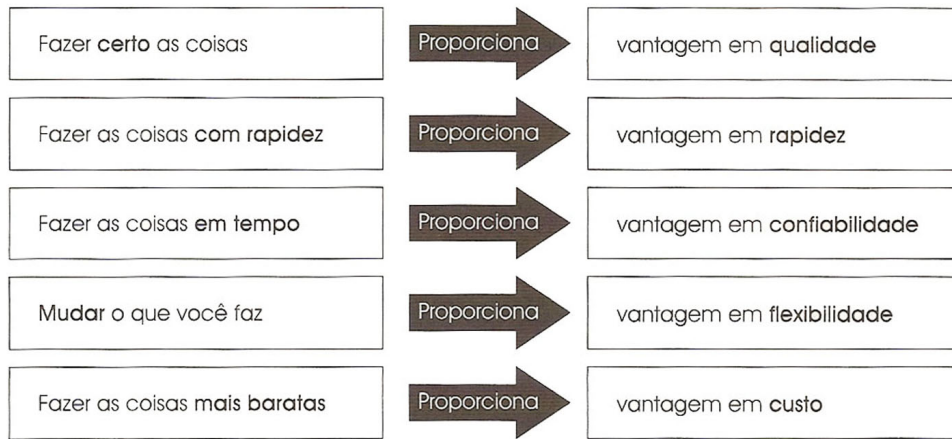 Fazer certo as coisas Proporciona vantagem em qualidade
Fazer as coisas com rapidez Proporciona vantagem em rapidez
Fazer as coisas em tempo Proporciona vantagem em confiabilidade
Mudar o que você faz Proporciona vantagem em flexibilidade
Fazer as coisas mais baratas Proporciona vantagem em custo